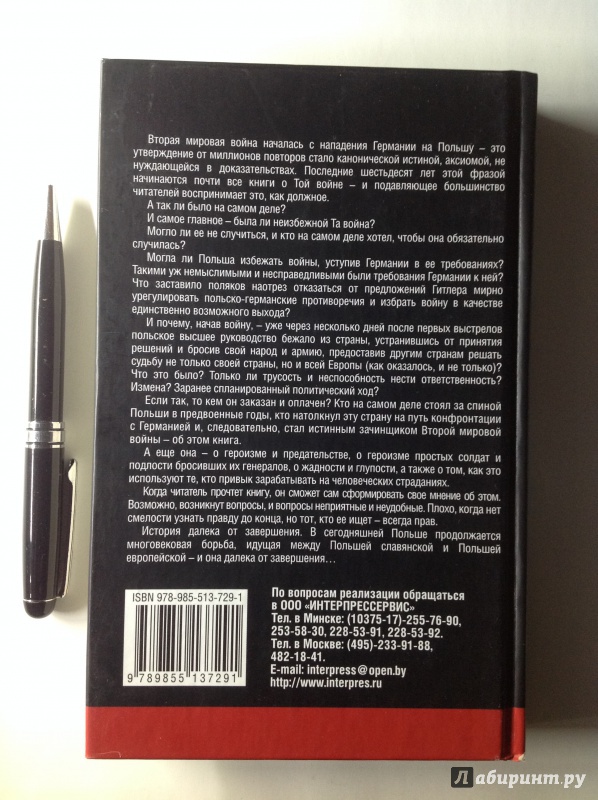 Вторая мировая война началась с нападения Германии на Польшу – это
утверждение от миллионов повторов стало канонической истиной, аксиомой, не
нуждающейся в доказательствах. Последние шестьдесят лет этой фразой
начинаются почти все книги о Той войне – и подавляющее большинство
читателей воспринимает это, как должное.
А так ли было на самом деле?
И самое главное – была ли неизбежной Та война?
Могло ли ее не случиться, и кто на самом деле хотел, чтобы она обязательно
случилась?
Могла ли Польша избежать войны, уступив Германии в ее требованиях?
Такими уж немыслимыми и несправедливыми были требования Германии к ней?
Что заставило поляков наотрез отказаться от предложений Гитлера мирно
урегулировать польско-германские противоречия и избрать войну в качестве
единственно возможного выхода?
И почему, начав войну, – уже через несколько дней после первых выстрелов
польское высшее руководство бежало из страны, устранившись от принятия
решений и бросив свой народ и армию, предоставив другим странам решать
судьбу не только своей страны, но и всей Европы (как оказалось, и не только)?
Что это было? Только ли трусость и неспособность нести ответственность?
Измена? Заранее спланированный политический ход?
Если так, то кем он заказан и оплачен? Кто на самом деле стоял за спиной
Польши в предвоенные годы, кто натолкнул эту страну на путь конфронтации
с Германией и, следовательно, стал истинным зачинщиком Второй мировой
войны – об этом книга.
А еще она – о героизме и предательстве, о героизме простых солдат и
подлости бросивших их генералов, о жадности и глупости, а также о том, как это
используют те, кто привык зарабатывать на человеческих страданиях.
Когда читатель прочтет книгу, он сможет сам сформировать свое мнение об этом.
Возможно, возникнут вопросы, и вопросы неприятные и неудобные. Плохо, когда нет
смелости узнать правду до конца, но тот, кто ее ищет – всегда прав.
История далека от завершения. В сегодняшней Польше продолжается
многовековая борьба, идущая между Польшей славянской и Польшей
европейской – и она далека от завершения…
ISBN 978-985-513-729-1
9 789855 137291
По вопросам реализации обращаться
в ООО «ИНТЕРПРЕССЕРВИС»
Тел. в Минске: (10375-17)-255-76-90,
253-58-30, 228-53-91, 228-53-92.
Тел. в Москве: (495)-233-91-88,
482-18-41.
E-mail: interpress@open.by
http://www.interpres.ru
Лабиринт.ру